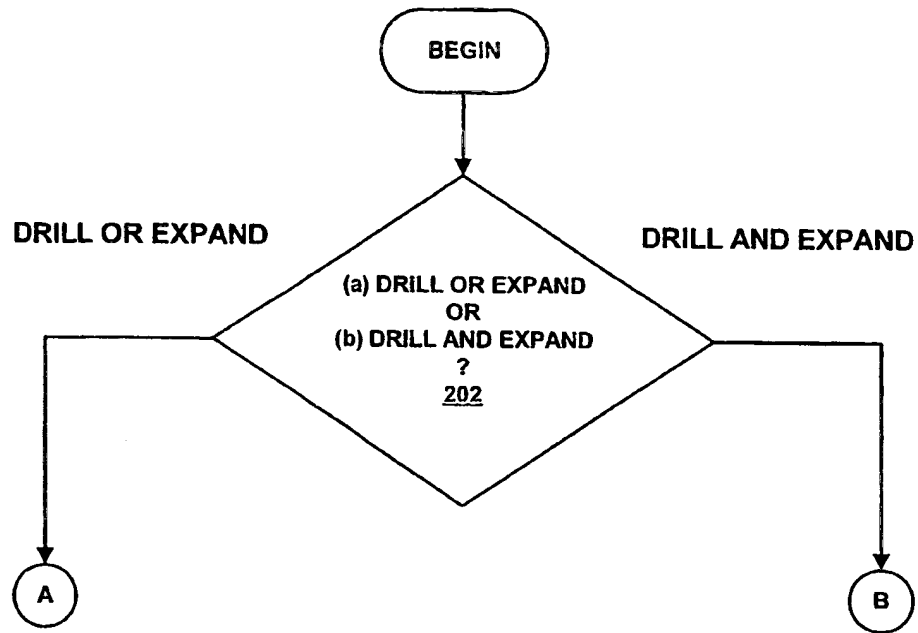 BEGIN
DRILL OR EXPAND
DRILL AND EXPAND
(a) DRILL OR EXPAND
OR
(b) DRILL AND EXPAND
?
202
A
B